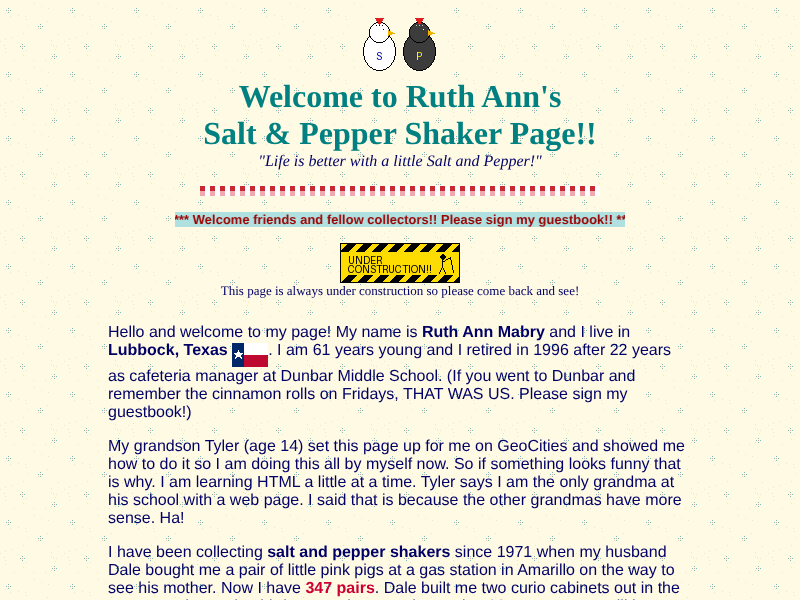 S P
Welcome to Ruth Ann's
Salt & Pepper Shaker Page!!
"Life is better with a little Salt and Pepper!"
*** Welcome friends and fellow collectors!! Please sign my guestbook!! **
UNDER
CONSTRUCTION!!
This page is always under construction so please come back and see!
Hello and welcome to my page! My name is Ruth Ann Mabry and I live in
Lubbock, Texas . I am 61 years young and I retired in 1996 after 22 years
as cafeteria manager at Dunbar Middle School. (If you went to Dunbar and
remember the cinnamon rolls on Fridays, THAT WAS US. Please sign my
guestbook!)
My grandson Tyler (age 14) set this page up for me on GeoCities and showed me
how to do it so I am doing this all by myself now. So if something looks funny that
is why. I am learning HTML a little at a time. Tyler says I am the only grandma at
his school with a web page. I said that is because the other grandmas have more
sense. Ha!
I have been collecting salt and pepper shakers since 1971 when my husband
Dale bought me a pair of little pink pigs at a gas station in Amarillo on the way to
see his mother. Now I have 347 pairs. Dale built me two curio cabinets out in the